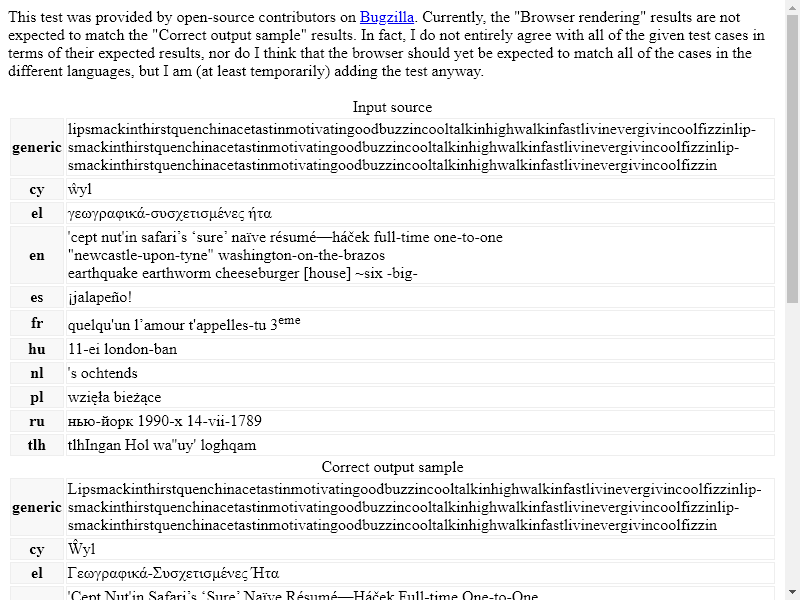 This test was provided by open-source contributors on Bugzilla. Currently, the "Browser rendering" results are not
expected to match the "Correct output sample" results. In fact, I do not entirely agree with all of the given test cases in
terms of their expected results, nor do I think that the browser should yet be expected to match all of the cases in the
different languages, but I am (at least temporarily) adding the test anyway.
Input source
lipsmackinthirstquenchinacetastinmotivatingoodbuzzincooltalkinhighwalkinfastlivinevergivincoolfizzinlip-
generic smackinthirstquenchinacetastinmotivatingoodbuzzincooltalkinhighwalkinfastlivinevergivincoolfizzinlip-
smackinthirstquenchinacetastinmotivatingoodbuzzincooltalkinhighwalkinfastlivinevergivincoolfizzin
cy ŵyl
el γεωγραφικά-συσχετισμένες ήτα
'cept nut'in safari’s ‘sure’ naïve résumé—háček full-time one-to-one
en "newcastle-upon-tyne" washington-on-the-brazos
earthquake earthworm cheeseburger [house] ~six -big-
es ¡jalapeño!
fr quelqu'un l’amour t'appelles-tu 3eme
hu 11-ei london-ban
nl 's ochtends
pl wzięła bieżące
ru нью-йорк 1990-х 14-vii-1789
tlh tlhIngan Hol wa''uy' loghqam
Correct output sample
Lipsmackinthirstquenchinacetastinmotivatingoodbuzzincooltalkinhighwalkinfastlivinevergivincoolfizzinlip-
generic smackinthirstquenchinacetastinmotivatingoodbuzzincooltalkinhighwalkinfastlivinevergivincoolfizzinlip-
smackinthirstquenchinacetastinmotivatingoodbuzzincooltalkinhighwalkinfastlivinevergivincoolfizzin
cy Ŵyl
el Γεωγραφικά-Συσχετισμένες Ήτα
'Cept Nut'in Safari’s ‘Sure’ Naïve Résumé—Háček Full-Time One-to-One